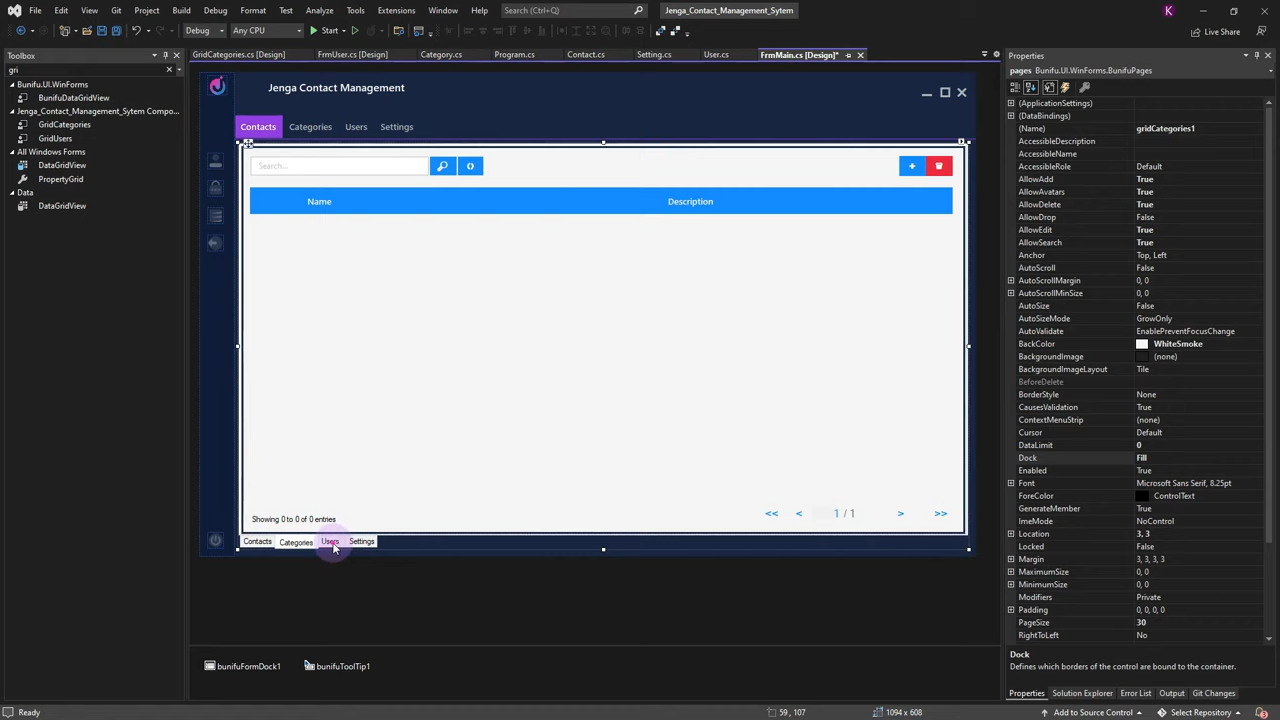 File Edit View Git Project Build Debug Format Test Analyze Tools Extensions Window Help Search (Ctrl+Q) Jenga_Contact_Management_Sytem K
Debug Any CPU Start Live Share
Toolbox
gri
Bunifu.UI.WinForms
BunifuDataGridView
Jenga_Contact_Management_Sytem Compo...
GridCategories
GridUsers
All Windows Forms
DataGridView
PropertyGrid
Data
DataGridView
GridCategories.cs [Design] FrmUser.cs [Design] Category.cs Program.cs Contact.cs Setting.cs User.cs FrmMain.cs [Design]*
Jenga Contact Management
Contacts Categories Users Settings
Search...
Name Description
Showing 0 to 0 of 0 entries
<< < 1 / 1 > >>
Contacts Categories Users Settings
bunifuFormDock1 bunifuToolTip1
Properties
pages Bunifu.UI.WinForms.BunifuPages
(ApplicationSettings)
(DataBindings)
(Name) gridCategories1
AccessibleDescription
AccessibleName
AccessibleRole Default
AllowAdd True
AllowAvatars True
AllowDelete True
AllowDrop False
AllowEdit True
AllowSearch True
Anchor Top, Left
AutoScroll False
AutoScrollMargin 0, 0
AutoScrollMinSize 0, 0
AutoSize False
AutoSizeMode GrowOnly
AutoValidate EnablePreventFocusChange
BackColor WhiteSmoke
BackgroundImage (none)
BackgroundImageLayout Tile
BeforeDelete
BorderStyle None
CausesValidation True
ContextMenuStrip (none)
Cursor Default
DataLimit 0
Dock Fill
Enabled True
Font Microsoft Sans Serif, 8.25pt
ForeColor ControlText
GenerateMember True
ImeMode NoControl
Location 3, 3
Locked False
Margin 3, 3, 3, 3
MaximumSize 0, 0
MinimumSize 0, 0
Modifiers Private
Padding 0, 0, 0, 0
PageSize 30
RightToLeft No
Dock
Defines which borders of the control are bound to the container.
Properties Solution Explorer Error List Output Git Changes
Ready 59 , 107 1094 x 608 Add to Source Control Select Repository